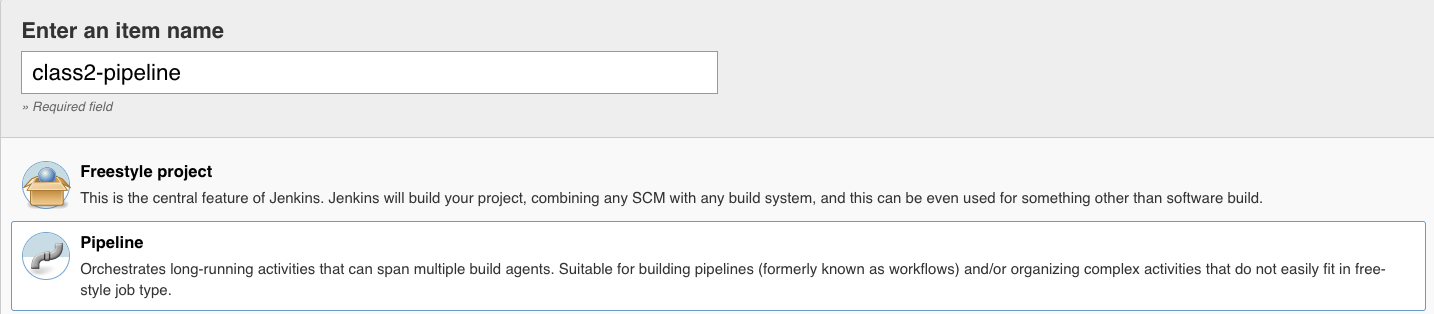 Enter an item name
class2-pipeline
» Required field
Freestyle project
This is the central feature of Jenkins. Jenkins will build your project, combining any SCM with any build system, and this can be even used for something other than software build.
Pipeline
Orchestrates long-running activities that can span multiple build agents. Suitable for building pipelines (formerly known as workflows) and/or organizing complex activities that do not easily fit in free-
style job type.